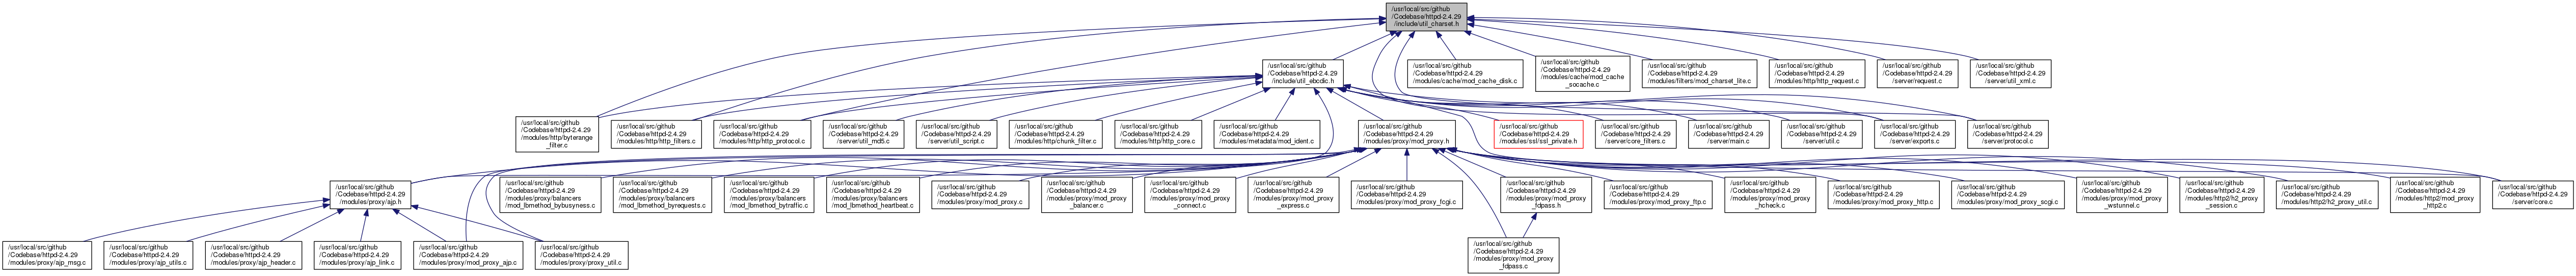 /usr/local/src/github
/Codebase/httpd-2.4.29
/include/util_charset.h
/usr/local/src/github
/Codebase/httpd-2.4.29
/include/util_ebcdic.h
/usr/local/src/github
/Codebase/httpd-2.4.29
/modules/cache/mod_cache_disk.c
/usr/local/src/github
/Codebase/httpd-2.4.29
/modules/cache/mod_cache
_socache.c
/usr/local/src/github
/Codebase/httpd-2.4.29
/modules/filters/mod_charset_lite.c
/usr/local/src/github
/Codebase/httpd-2.4.29
/modules/http/http_request.c
/usr/local/src/github
/Codebase/httpd-2.4.29
/server/request.c
/usr/local/src/github
/Codebase/httpd-2.4.29
/server/util_xml.c
/usr/local/src/github
/Codebase/httpd-2.4.29
/modules/http/byterange
_filter.c
/usr/local/src/github
/Codebase/httpd-2.4.29
/modules/http/http_filters.c
/usr/local/src/github
/Codebase/httpd-2.4.29
/modules/http/http_protocol.c
/usr/local/src/github
/Codebase/httpd-2.4.29
/server/util_md5.c
/usr/local/src/github
/Codebase/httpd-2.4.29
/server/util_script.c
/usr/local/src/github
/Codebase/httpd-2.4.29
/modules/http/chunk_filter.c
/usr/local/src/github
/Codebase/httpd-2.4.29
/modules/http/http_core.c
/usr/local/src/github
/Codebase/httpd-2.4.29
/modules/metadata/mod_ident.c
/usr/local/src/github
/Codebase/httpd-2.4.29
/modules/proxy/mod_proxy.h
/usr/local/src/github
/Codebase/httpd-2.4.29
/modules/ssl/ssl_private.h
/usr/local/src/github
/Codebase/httpd-2.4.29
/server/core_filters.c
/usr/local/src/github
/Codebase/httpd-2.4.29
/server/main.c
/usr/local/src/github
/Codebase/httpd-2.4.29
/server/util.c
/usr/local/src/github
/Codebase/httpd-2.4.29
/server/exports.c
/usr/local/src/github
/Codebase/httpd-2.4.29
/server/protocol.c
/usr/local/src/github
/Codebase/httpd-2.4.29
/modules/proxy/ajp.h
/usr/local/src/github
/Codebase/httpd-2.4.29
/modules/proxy/balancers
/mod_lbmethod_bybusyness.c
/usr/local/src/github
/Codebase/httpd-2.4.29
/modules/proxy/balancers
/mod_lbmethod_byrequests.c
/usr/local/src/github
/Codebase/httpd-2.4.29
/modules/proxy/balancers
/mod_lbmethod_bytraffic.c
/usr/local/src/github
/Codebase/httpd-2.4.29
/modules/proxy/balancers
/mod_lbmethod_heartbeat.c
/usr/local/src/github
/Codebase/httpd-2.4.29
/modules/proxy/mod_proxy.c
/usr/local/src/github
/Codebase/httpd-2.4.29
/modules/proxy/mod_proxy
_balancer.c
/usr/local/src/github
/Codebase/httpd-2.4.29
/modules/proxy/mod_proxy
_connect.c
/usr/local/src/github
/Codebase/httpd-2.4.29
/modules/proxy/mod_proxy
_express.c
/usr/local/src/github
/Codebase/httpd-2.4.29
/modules/proxy/mod_proxy_fcgi.c
/usr/local/src/github
/Codebase/httpd-2.4.29
/modules/proxy/mod_proxy
_fdpass.h
/usr/local/src/github
/Codebase/httpd-2.4.29
/modules/proxy/mod_proxy_ftp.c
/usr/local/src/github
/Codebase/httpd-2.4.29
/modules/proxy/mod_proxy
_hcheck.c
/usr/local/src/github
/Codebase/httpd-2.4.29
/modules/proxy/mod_proxy_http.c
/usr/local/src/github
/Codebase/httpd-2.4.29
/modules/proxy/mod_proxy_scgi.c
/usr/local/src/github
/Codebase/httpd-2.4.29
/modules/proxy/mod_proxy
_wstunnel.c
/usr/local/src/github
/Codebase/httpd-2.4.29
/modules/http2/h2_proxy
_session.c
/usr/local/src/github
/Codebase/httpd-2.4.29
/modules/http2/h2_proxy_util.c
/usr/local/src/github
/Codebase/httpd-2.4.29
/modules/http2/mod_proxy
_http2.c
/usr/local/src/github
/Codebase/httpd-2.4.29
/server/core.c
/usr/local/src/github
/Codebase/httpd-2.4.29
/modules/proxy/ajp_msg.c
/usr/local/src/github
/Codebase/httpd-2.4.29
/modules/proxy/ajp_utils.c
/usr/local/src/github
/Codebase/httpd-2.4.29
/modules/proxy/ajp_header.c
/usr/local/src/github
/Codebase/httpd-2.4.29
/modules/proxy/ajp_link.c
/usr/local/src/github
/Codebase/httpd-2.4.29
/modules/proxy/mod_proxy_ajp.c
/usr/local/src/github
/Codebase/httpd-2.4.29
/modules/proxy/proxy_util.c
/usr/local/src/github
/Codebase/httpd-2.4.29
/modules/proxy/mod_proxy
_fdpass.c